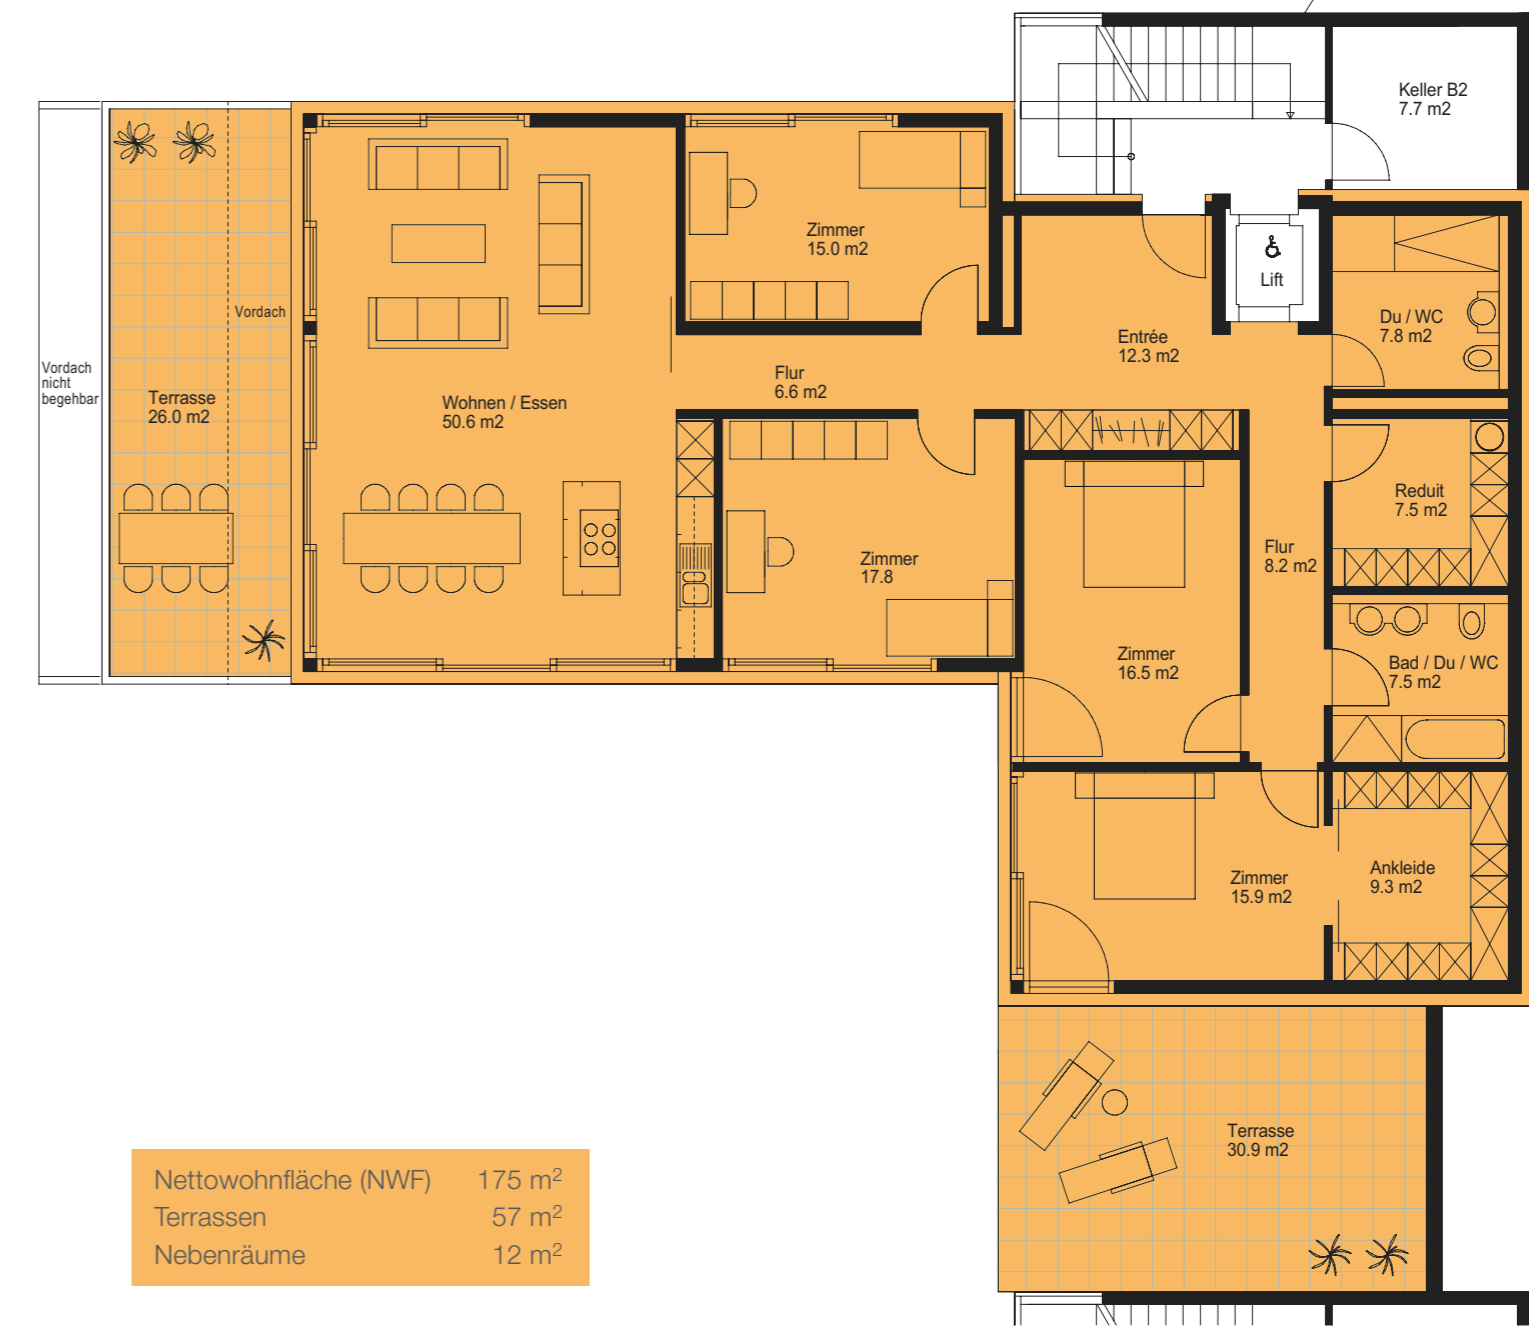 Keller B2
7.7 m2
Zimmer
15.0 m2
Lift
Vordach
Du / WC
7.8 m2
Entrée
12.3 m2
Vordach
nicht
begehbar
Terrasse
26.0 m2
Wohnen / Essen
50.6 m2
Flur
6.6 m2
Reduit
7.5 m2
Zimmer
17.8
Flur
8.2 m2
Zimmer
16.5 m2
Bad / Du / WC
7.5 m2
Zimmer
15.9 m2
Ankleide
9.3 m2
Terrasse
30.9 m2
Nettowohnfläche (NWF) 175 m²
Terrassen 57 m²
Nebenräume 12 m²